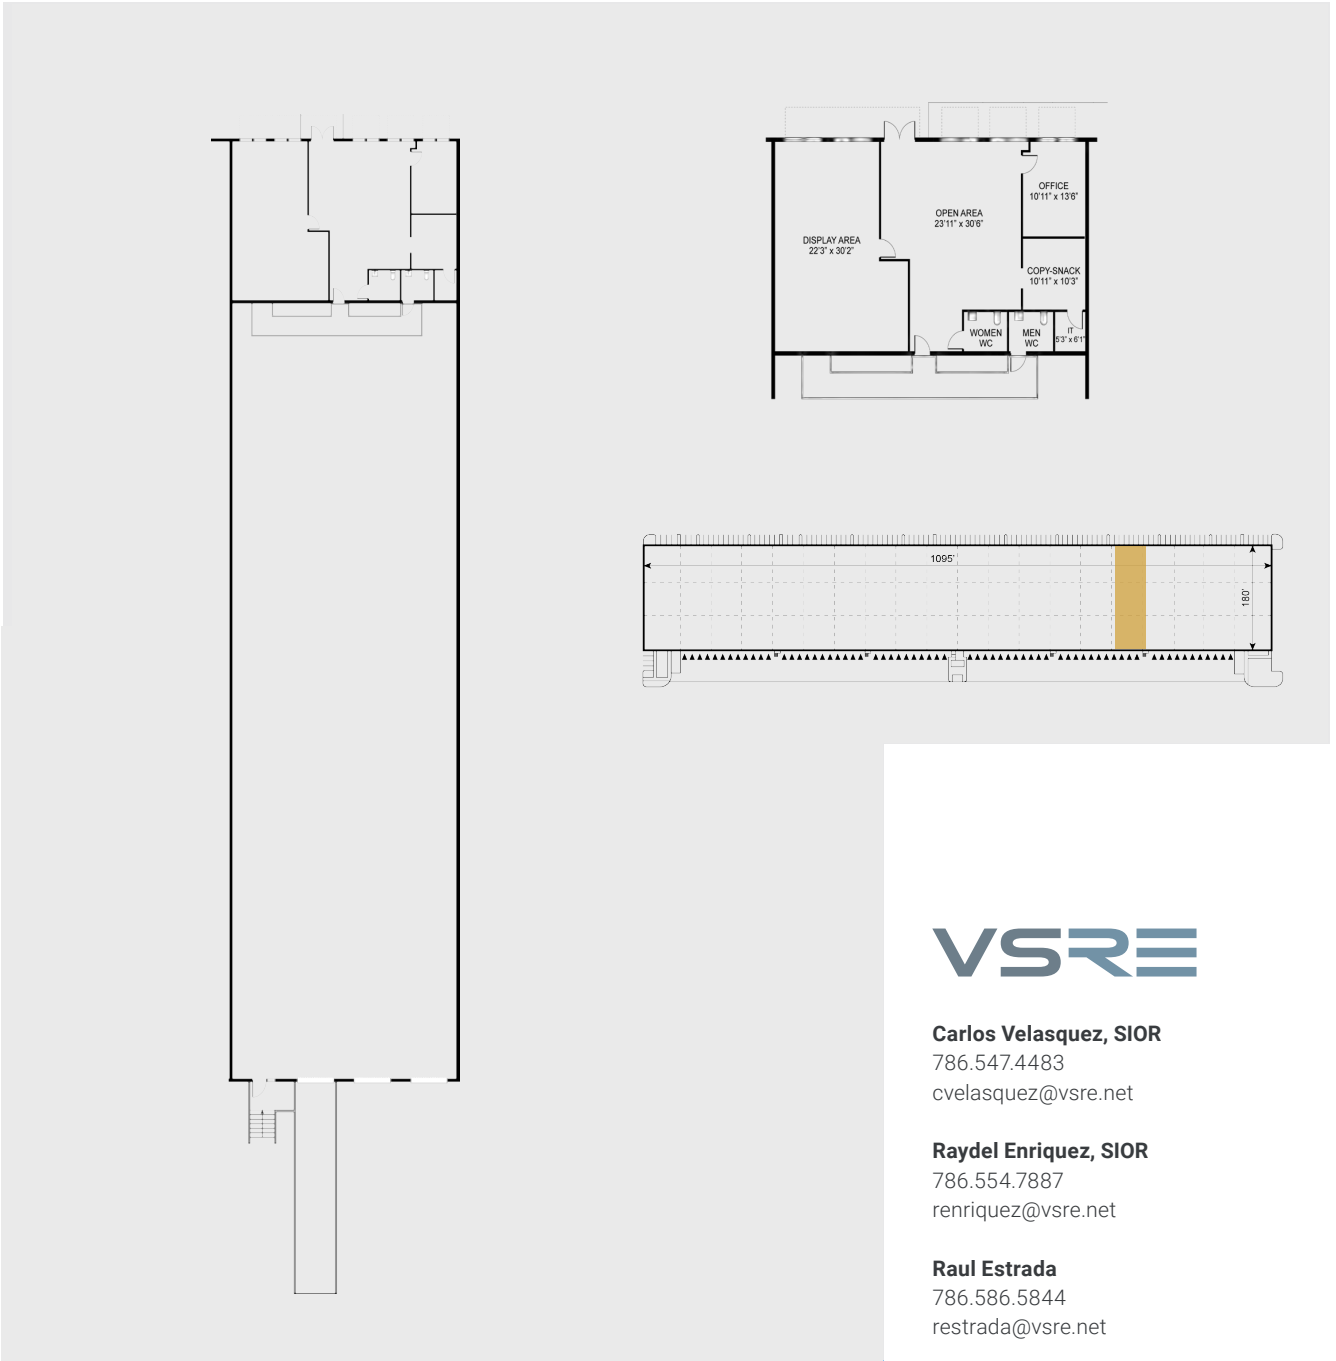 OFFICE
10'11" x 13'6"
OPEN AREA
23'11" x 30'6"
DISPLAY AREA
22'3" x 30'2"
COPY-SNACK
10'11" x 10'3"
WOMEN
WC
MEN
WC
IT
5'3" x 6'1"
1095'
180'
VSRE
Carlos Velasquez, SIOR
786.547.4483
cvelasquez@vsre.net
Raydel Enriquez, SIOR
786.554.7887
renriquez@vsre.net
Raul Estrada
786.586.5844
restrada@vsre.net